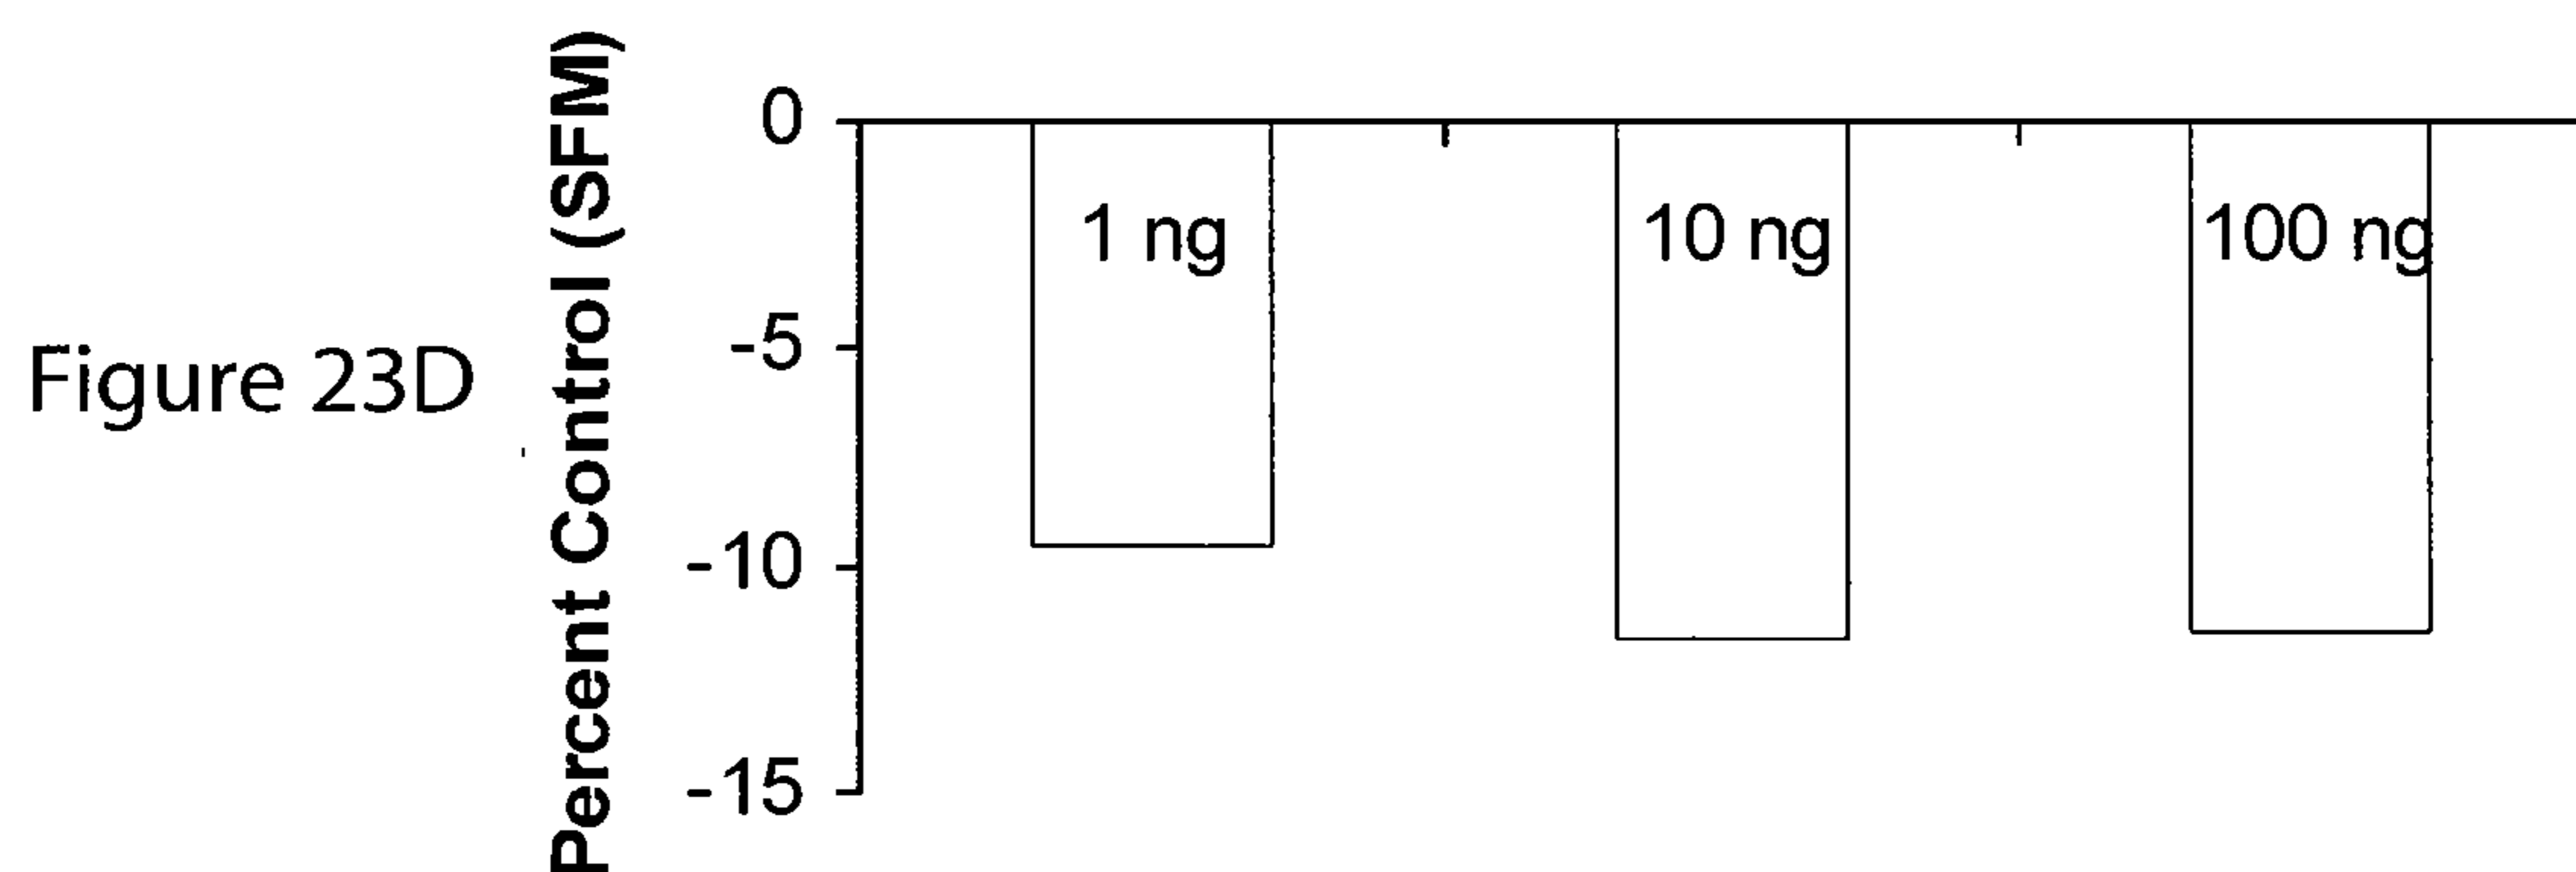 Figure 23D
Percent Control (SFM)
0
-5
-10
-15
1 ng
10 ng
100 ng